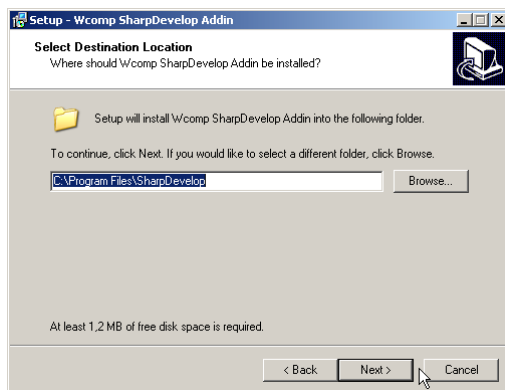 Setup - Wcomp SharpDevelop Addin
Select Destination Location
Where should Wcomp SharpDevelop Addin be installed?
Setup will install Wcomp SharpDevelop Addin into the following folder.
To continue, click Next. If you would like to select a different folder, click Browse.
C:\Program Files\SharpDevelop
Browse...
At least 1,2 MB of free disk space is required.
< Back
Next >
Cancel